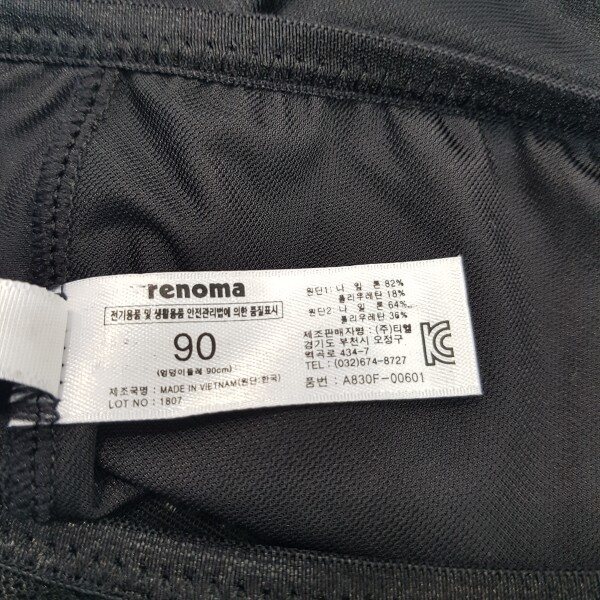 renoma
전기용품 및 생활용품 안전관리법에 의한 품질표시
90
(엉덩이둘레 90cm)
제조국명 : MADE IN VIETNAM(원단:한국)
LOT NO : 1807
원단1: 나 일 론 82%
폴리우레탄 18%
원단2: 나 일 론 64%
폴리우레탄 36%
제조판매자명 : (주)티엘
경기도 부천시 오정구
벽곡로 434-7
TEL : (032)674-8727
품번 : A830F-00601